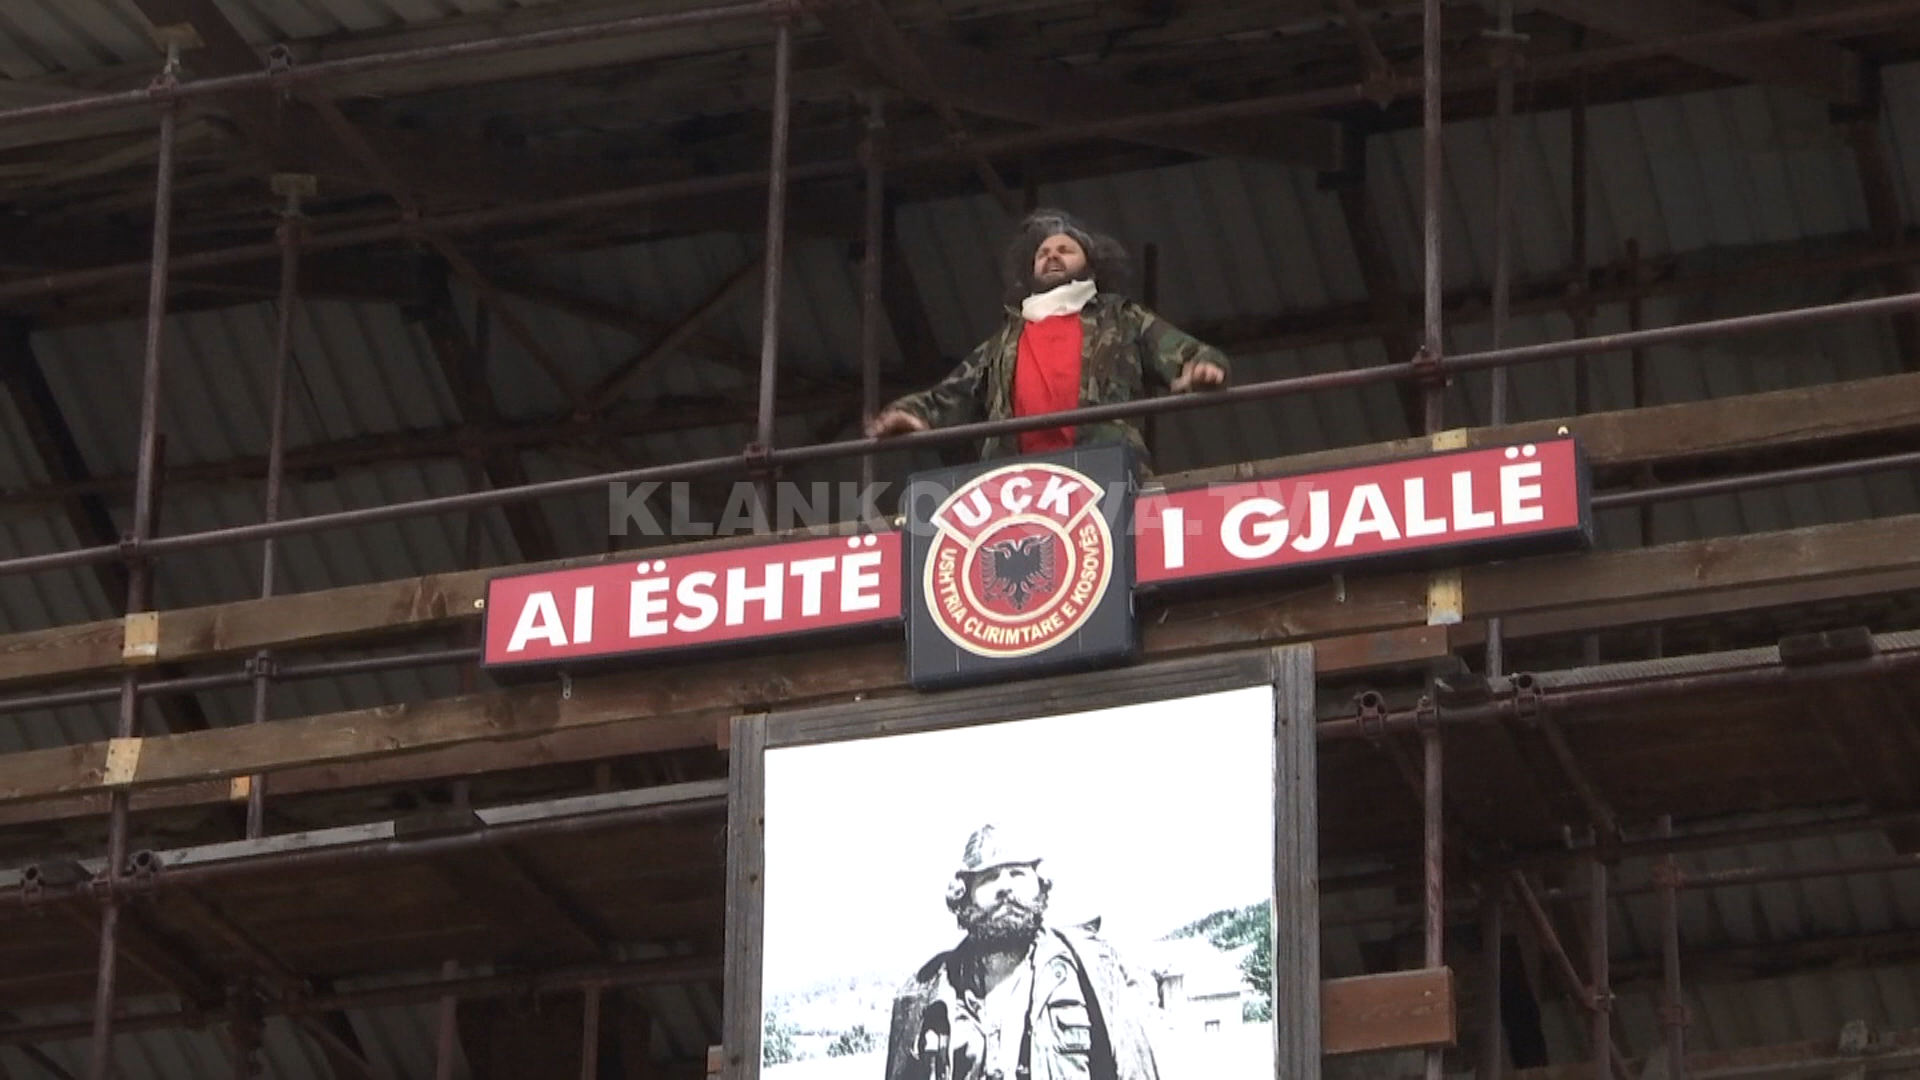 KLANKOSOVA.TV
AI ËSHTË
UÇK
USHTRIA ÇLIRIMTARE E KOSOVËS
I GJALLË